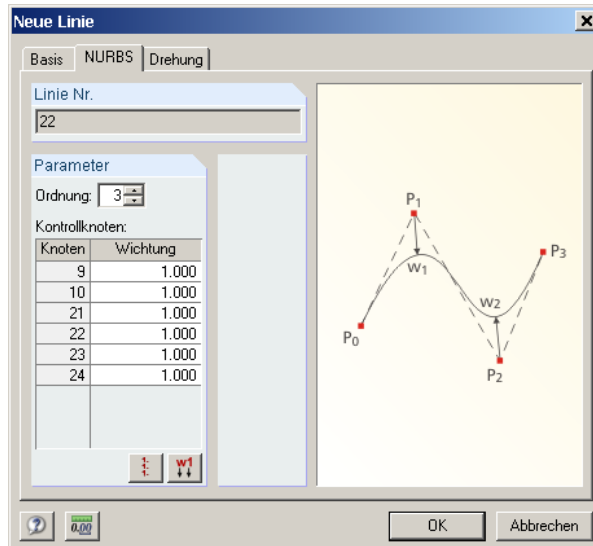 Neue Linie
Basis NURBS Drehung
Linie Nr.
22
Parameter
Ordnung: 3
Kontrollknoten:
Knoten Wichtung
9 1.000
10 1.000
21 1.000
22 1.000
23 1.000
24 1.000
w1
P0
P1
w1
w2
P2
P3
0.00
OK Abbrechen